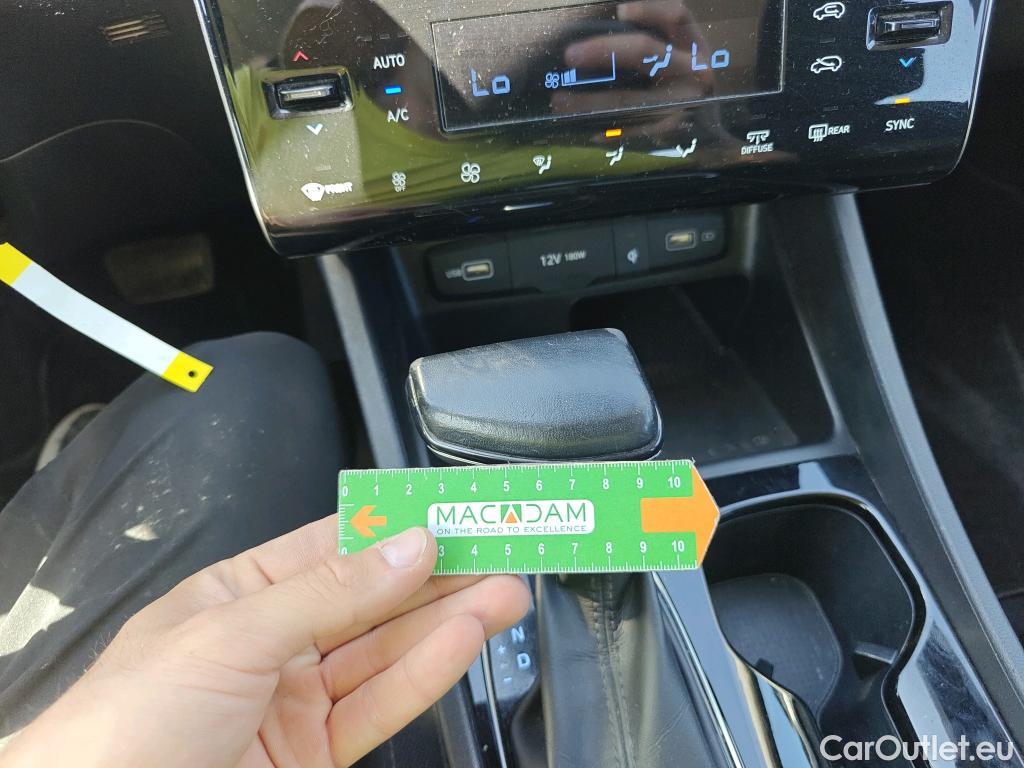 AUTO
Lo
Lo
A/C
FRONT
OFF
DIFFUSE
REAR
SYNC
USB
12V 180W
0 1 2 3 4 5 6 7 8 9 10
MACADAM
ON THE ROAD TO EXCELLENCE
0 3 4 5 6 7 8 9 10
N
+
D
-
CarOutlet.eu